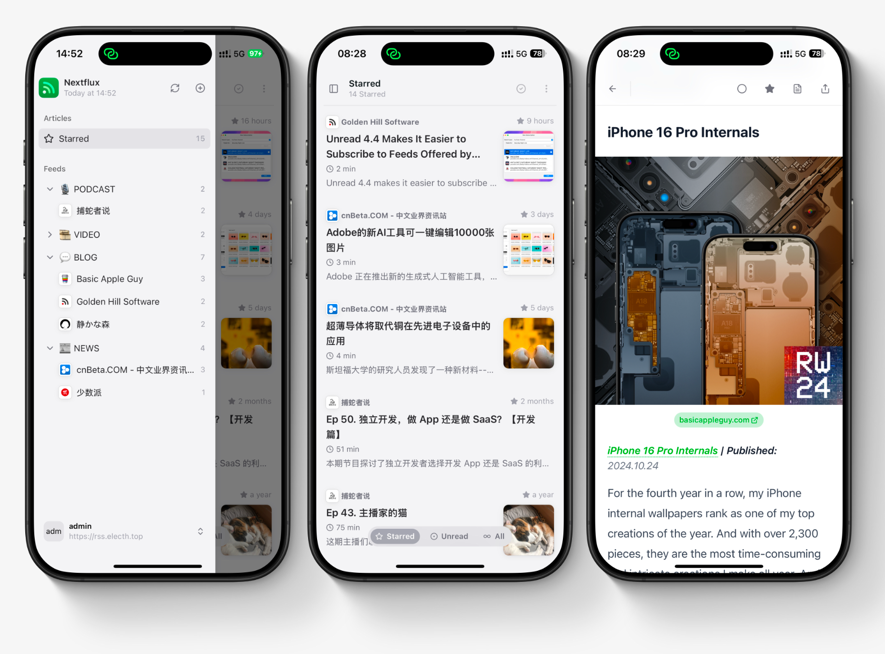 14:52
5G
97
Nextflux
Today at 14:52
Articles
Starred
15
Feeds
PODCAST
2
捕蛇者说
2
VIDEO
2
BLOG
7
Basic Apple Guy
3
Golden Hill Software
2
静かな森
2
NEWS
4
cnBeta.COM - 中文业界资讯...
3
少数派
1
adm
admin
https://rss.electh.top
16 hours
4 days
5 days
2 months
? 【开发
SaaS 的利...
a year
All
08:28
5G
78
Starred
14 Starred
Golden Hill Software
9 hours
Unread 4.4 Makes It Easier to
Subscribe to Feeds Offered by...
2 min
Unread 4.4 makes it easier to subscribe ...
cnBeta.COM - 中文业界资讯站
3 days
Adobe的新AI工具可一键编辑10000张
图片
3 min
Adobe 正在推出新的生成式人工智能工具，...
cnBeta.COM - 中文业界资讯站
5 days
超薄导体将取代铜在先进电子设备中的
应用
4 min
斯坦福大学的研究人员发现了一种新材料--...
捕蛇者说
2 months
Ep 50. 独立开发，做 App 还是做 SaaS？【开发
篇】
51 min
本期节目探讨了独立开发者选择开发 App 还是 SaaS 的利...
捕蛇者说
a year
Ep 43. 主播家的猫
75 min
这期主播们
Starred
Unread
All
08:29
5G
78
iPhone 16 Pro Internals
RW
24
basicappleguy.com
iPhone 16 Pro Internals | Published:
2024.10.24
For the fourth year in a row, my iPhone
internal wallpapers rank as one of my top
creations of the year. And with over 2,300
pieces, they are the most time-consuming